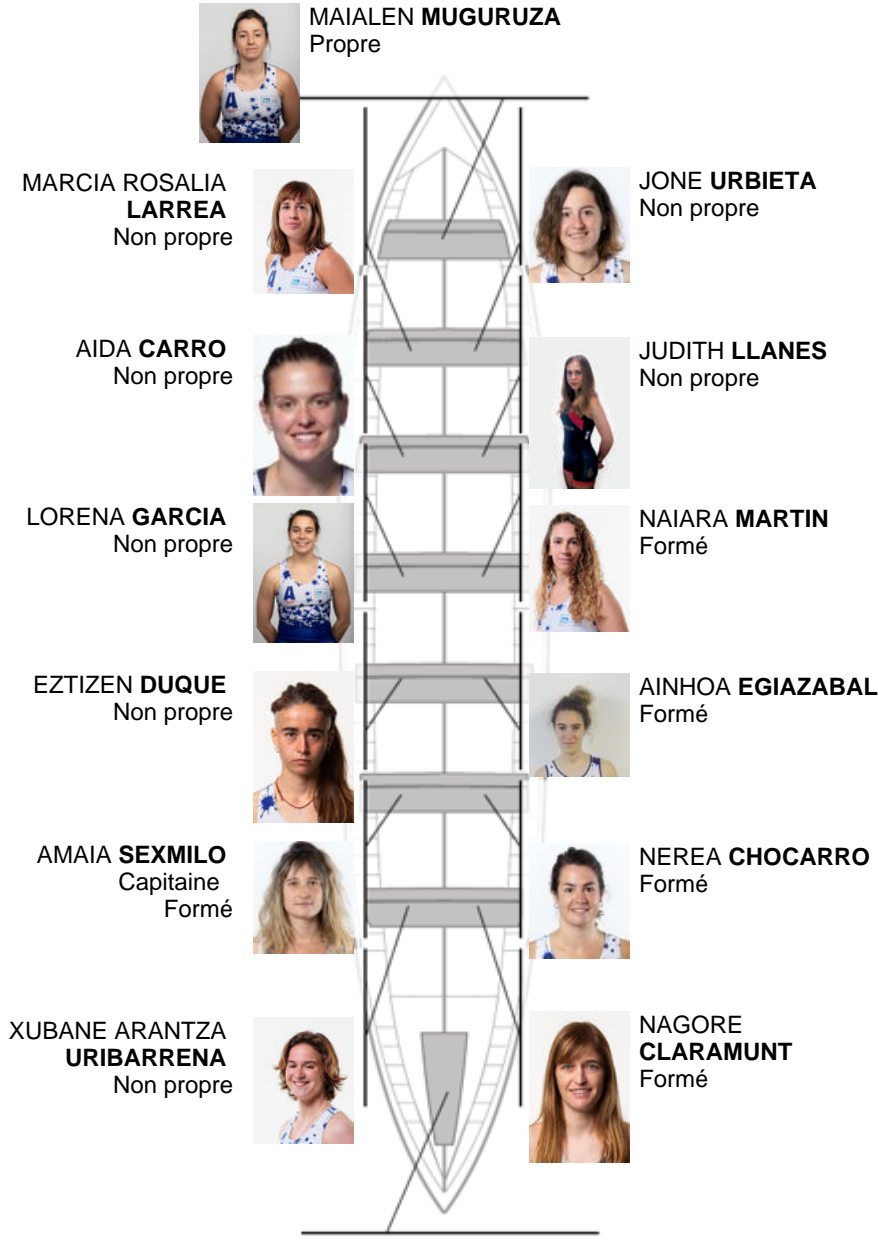 MAIALEN MUGURUZA
Propre
MARCIA ROSALIA
LARREA
Non propre
JONE URBIETA
Non propre
AIDA CARRO
Non propre
JUDITH LLANES
Non propre
LORENA GARCIA
Non propre
NAIARA MARTIN
Formé
EZTIZEN DUQUE
Non propre
AINHOA EGIAZABAL
Formé
AMAIA SEXMILO
Capitaine
Formé
NEREA CHOCARRO
Formé
XUBANE ARANTZA
URIBARRENA
Non propre
NAGORE
CLARAMUNT
Formé